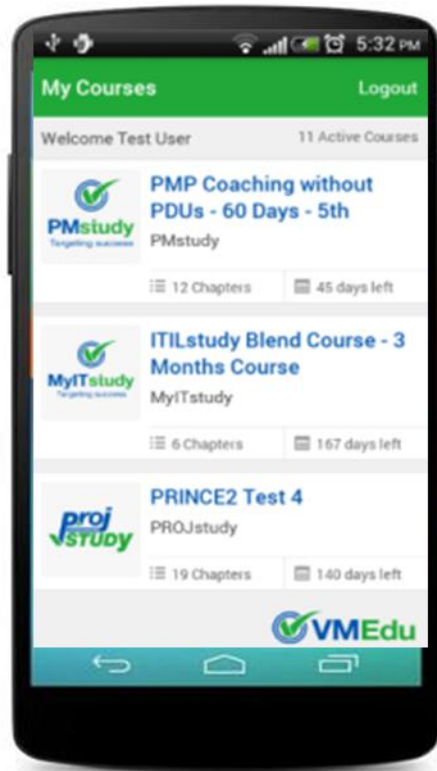 5:32 PM
My Courses Logout
Welcome Test User 11 Active Courses
PMP Coaching without
PDUs - 60 Days - 5th
PMstudy
PMstudy
Targeting success
12 Chapters 45 days left
ITILstudy Blend Course - 3
Months Course
MyITstudy
MyITstudy
Targeting success
6 Chapters 167 days left
PRINCE2 Test 4
PROJstudy
proj
STUDY
19 Chapters 140 days left
VMEdu